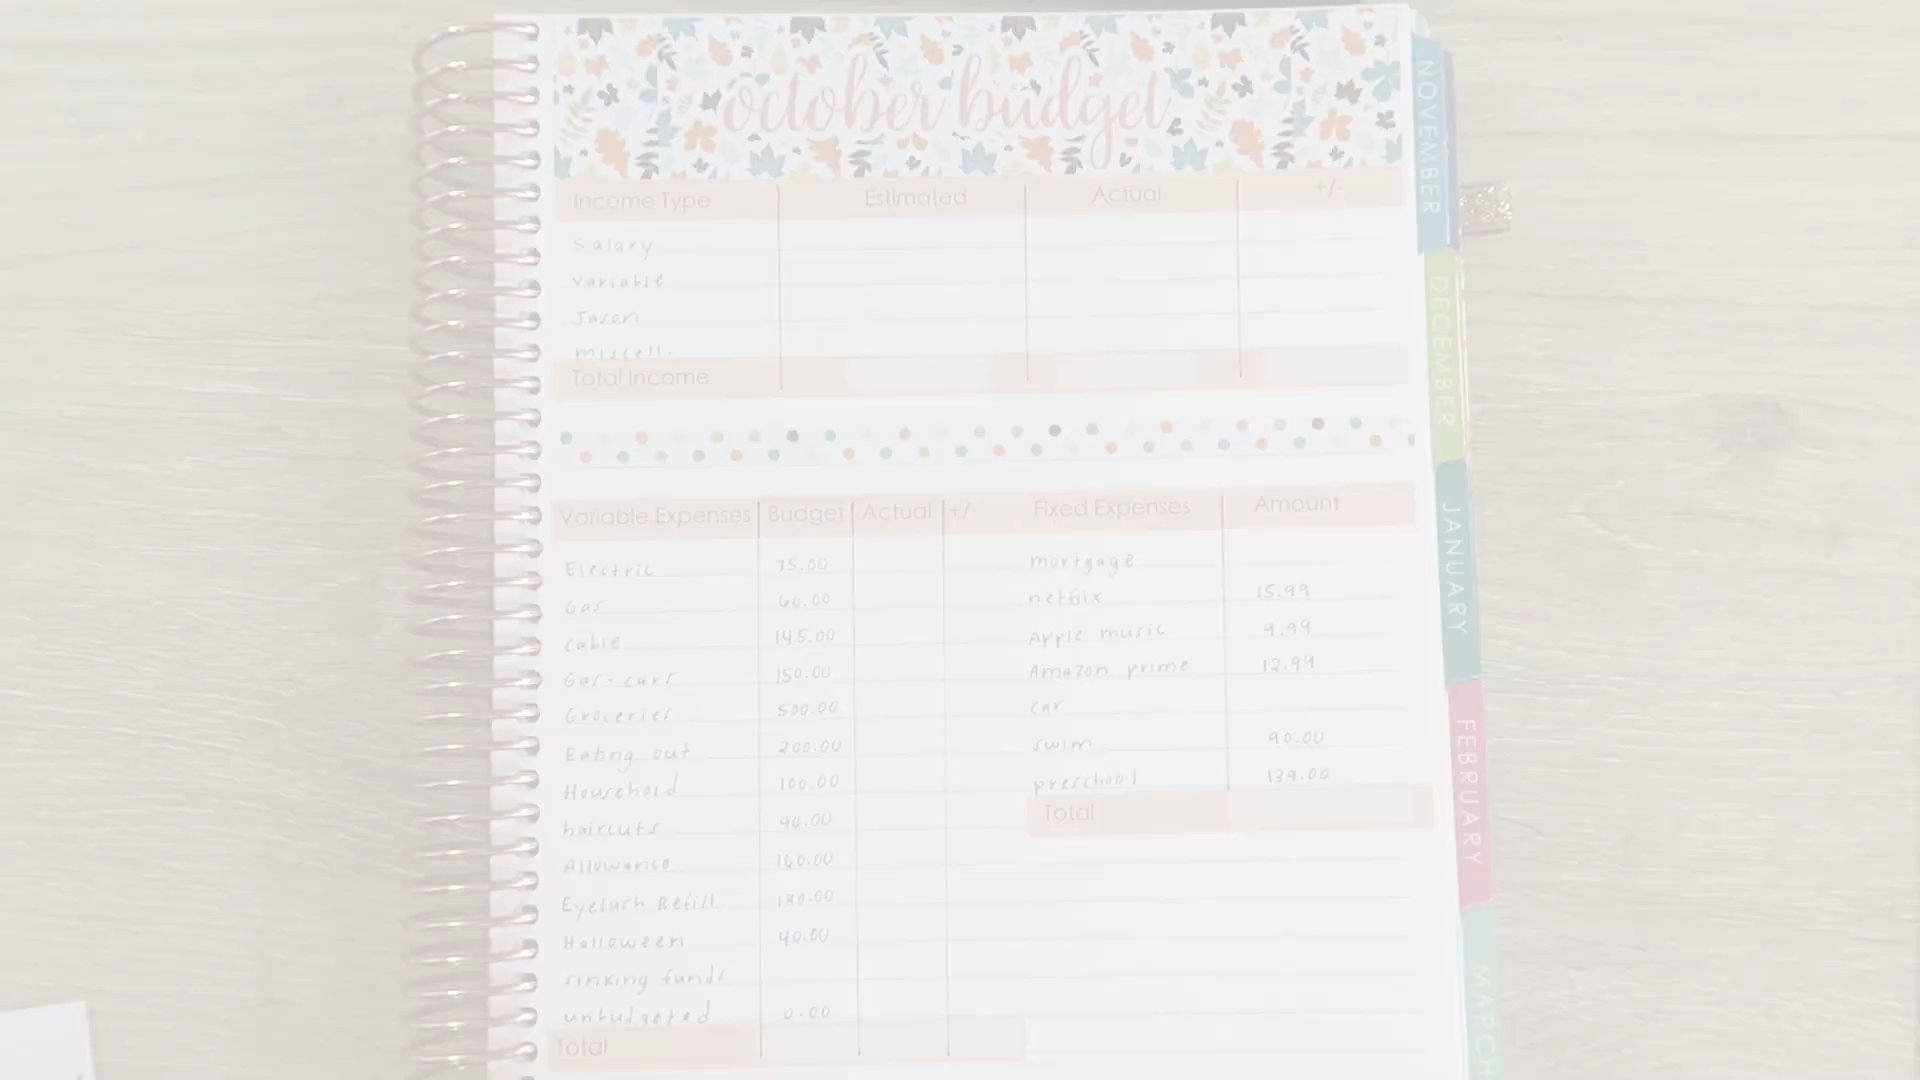 october budget
Income Type Estimated Actual +/-
Salary
variable
Jason
miscell.
Total Income
Variable Expenses Budget Actual +/-
Electric 75.00
Gas 60.00
cable 145.00
Gas-cars 150.00
Groceries 500.00
Eating out 200.00
Household 100.00
haircuts 90.00
Allowance 160.00
Eyelash Refill 130.00
Halloween 40.00
sinking funds
unbudgeted 0.00
Total
Fixed Expenses Amount
mortgage
netflix 15.99
Apple music 9.99
Amazon prime 12.99
car
swim 90.00
preschool 139.00
Total
NOVEMBER
DECEMBER
JANUARY
FEBRUARY
MARCH